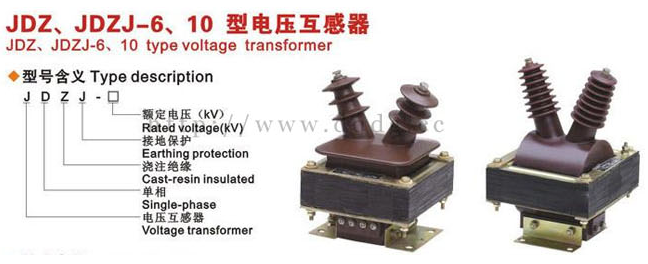 JDZ、JDZJ-6、10 型电压互感器
JDZ、JDZJ-6、10 type voltage transformer
◆型号含义 Type description
J D Z J - □
额定电压（kV）
Rated voltage(kV)
接地保护
Earthing protection
浇注绝缘
Cast-resin insulated
单相
Single-phase
电压互感器
Voltage transformer